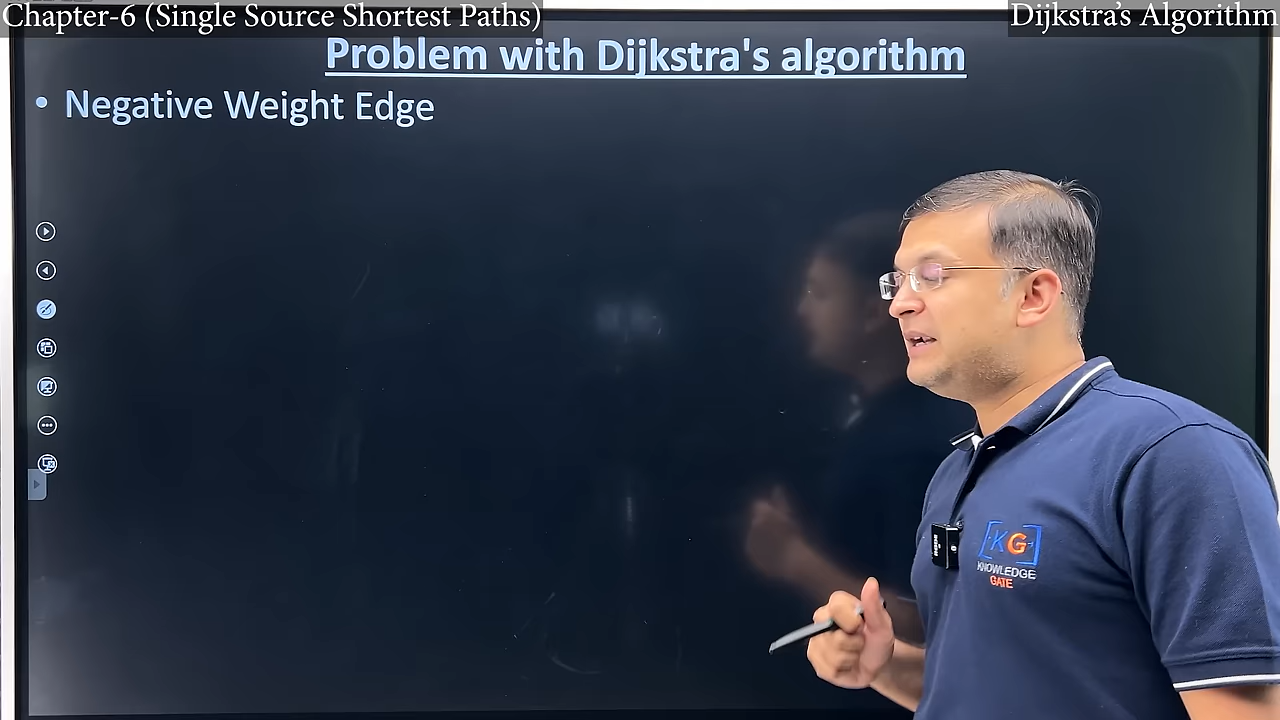 Chapter-6 (Single Source Shortest Paths)
Dijkstra’s Algorithm
Problem with Dijkstra's algorithm
• Negative Weight Edge
[KG]
KNOWLEDGE
GATE